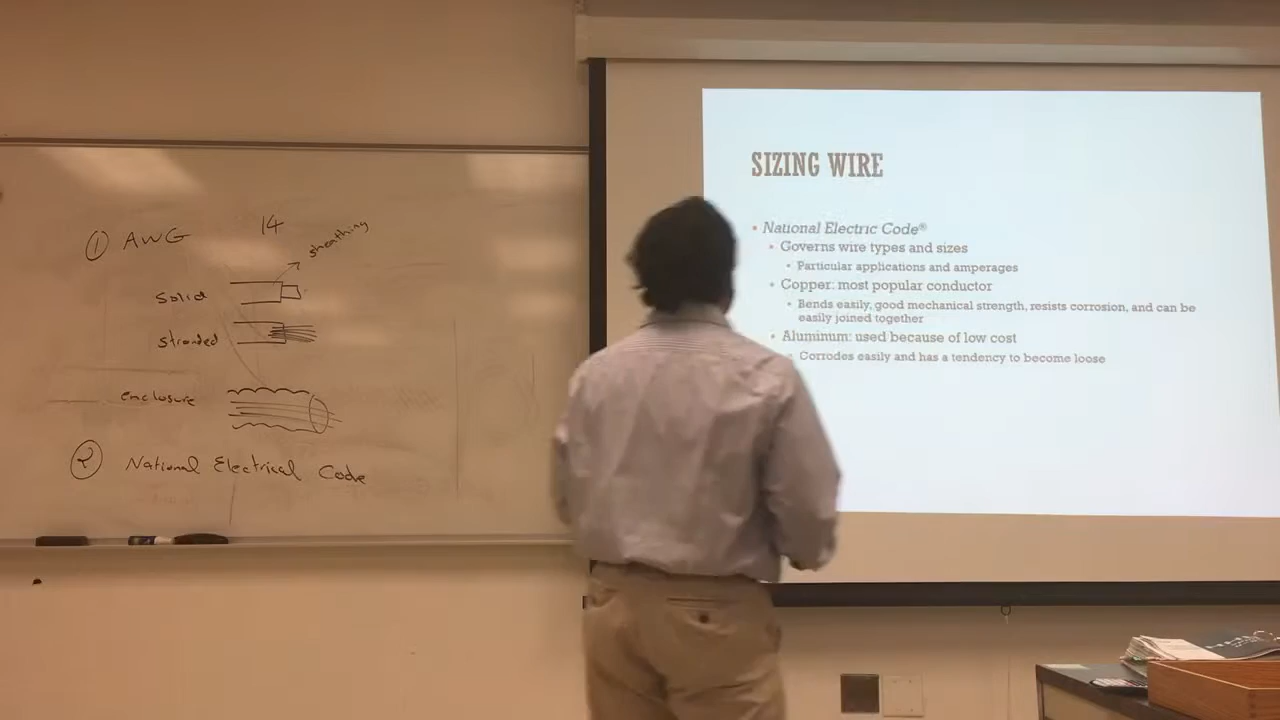 ① AWG 14
sheathing
Solid
stranded
enclosure
② National Electrical Code
SIZING WIRE
• National Electric Code®
• Governs wire types and sizes
• Particular applications and amperages
• Copper: most popular conductor
• Bends easily, good mechanical strength, resists corrosion, and can be
easily joined together
• Aluminum: used because of low cost
Corrodes easily and has a tendency to become loose